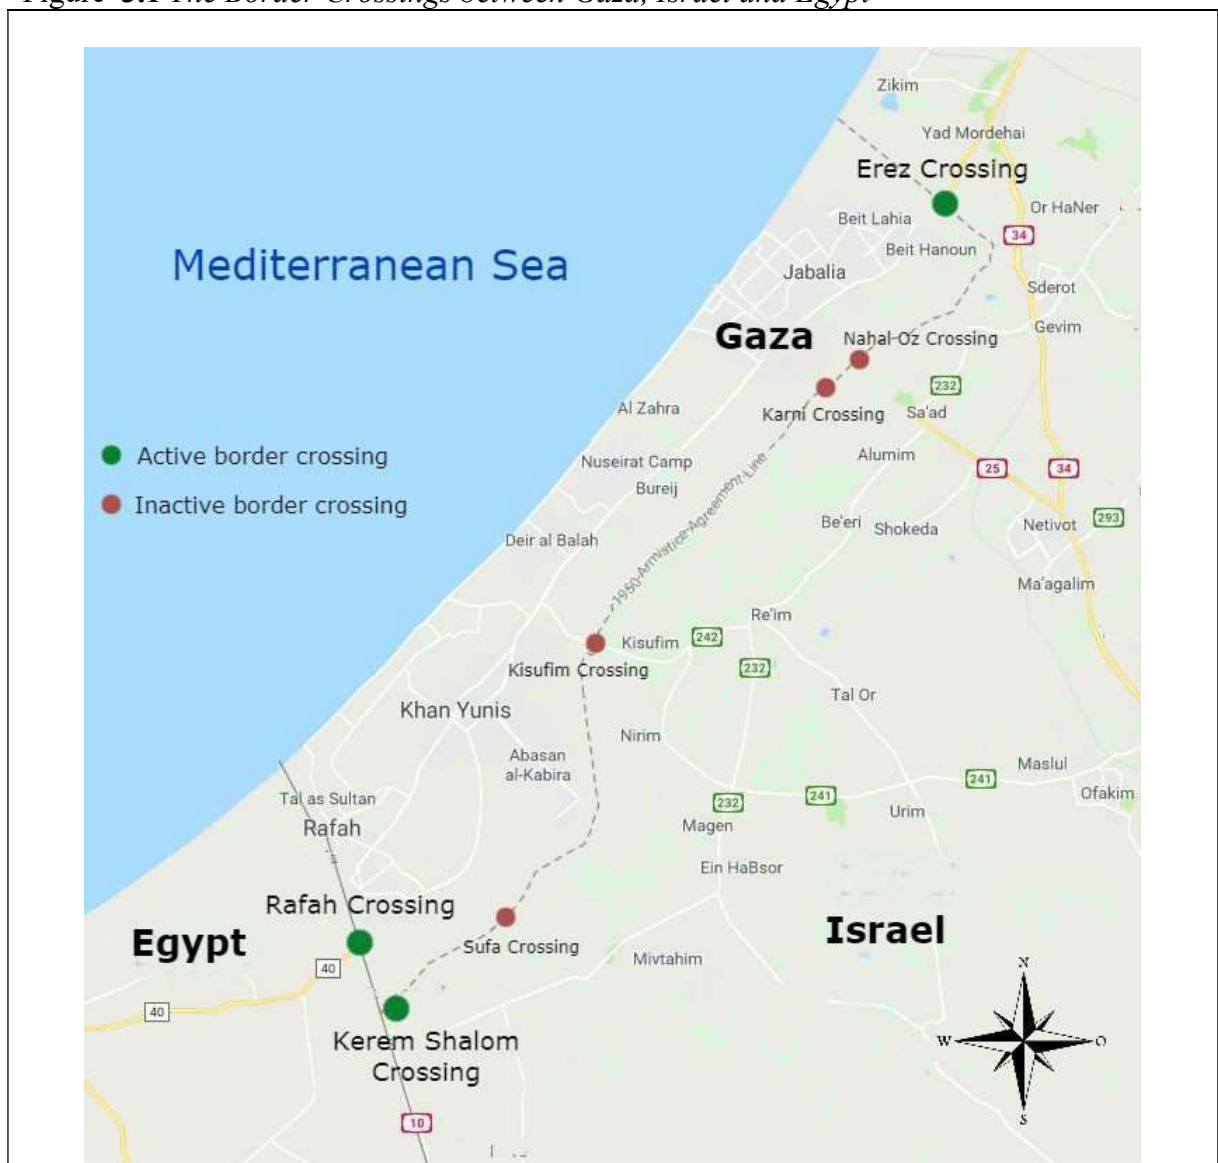 Figure 3.1 The Border Crossings between Gaza, Israel and Egypt
Zikim
Yad Mordehai
Erez Crossing
Or HaNer
Beit Lahia
34
Beit Hanoun
Mediterranean Sea
Jabalia
Sderot
Gevim
Gaza
Nahal Oz Crossing
232
Al Zahra
Karni Crossing
Sa'ad
Active border crossing
Nuseirat Camp
Alumim
25
34
Bureij
Inactive border crossing
1950 Armistice Agreement Line
Be'eri
Shokeda
Netivot
293
Deir al Balah
Ma'agalim
Re'im
Kisufim
242
Kisufim Crossing
232
Khan Yunis
Tal Or
Nirim
Abasan
al-Kabira
Maslul
241
Ofakim
Tal as Sultan
232
241
Urim
Rafah
Magen
Ein HaBsor
Rafah Crossing
Egypt
Sufa Crossing
Israel
Mivtahim
40
40
N
W
O
S
Kerem Shalom
Crossing
10